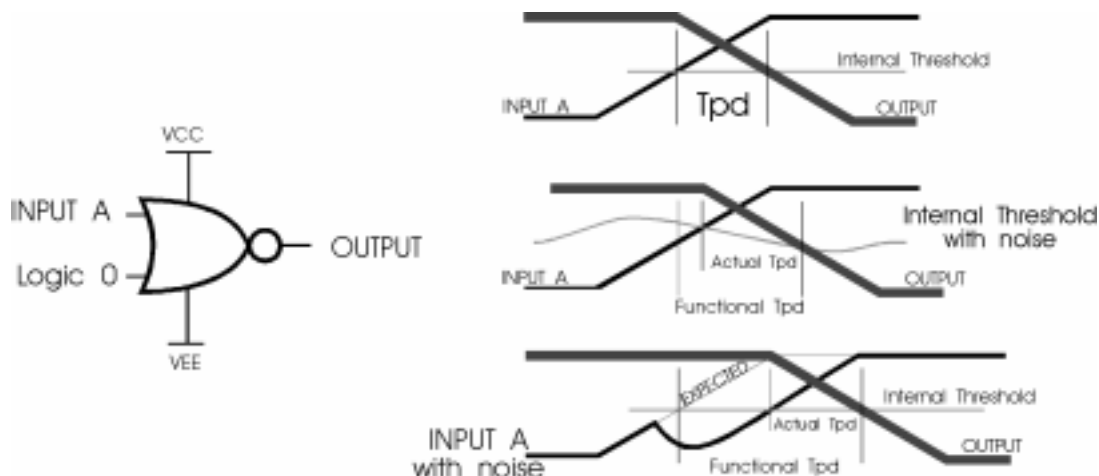 VCC
INPUT A
Logic 0
OUTPUT
VEE
Internal Threshold
INPUT A
Tpd
OUTPUT
Internal Threshold
with noise
Actual Tpd
INPUT A
OUTPUT
Functional Tpd
EXPECTED
Internal Threshold
Actual Tpd
INPUT A
with noise
OUTPUT
Functional Tpd